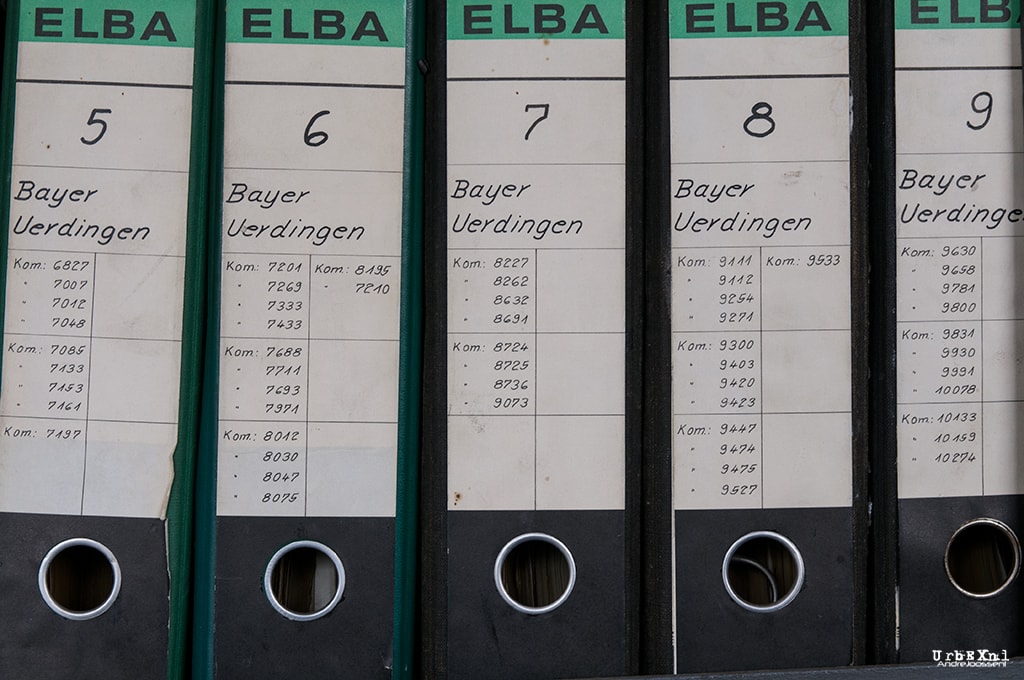 ELBA
5
Bayer
Uerdingen
Kom.: 6827
" 7007
" 7012
" 7048
Kom.: 7085
" 7133
" 7153
" 7161
Kom.: 7197
ELBA
6
Bayer
Uerdingen
Kom.: 7201
" 7269
" 7333
" 7433
Kom.: 8195
" 7210
Kom.: 7688
" 7711
" 7693
" 7971
Kom.: 8012
" 8030
" 8047
" 8075
ELBA
7
Bayer
Uerdingen
Kom.: 8227
" 8262
" 8632
" 8691
Kom.: 8724
" 8725
" 8736
" 9073
ELBA
8
Bayer
Uerdingen
Kom.: 9111
" 9112
" 9254
" 9271
Kom.: 9533
Kom.: 9300
" 9403
" 9420
" 9423
Kom.: 9447
" 9474
" 9475
" 9527
ELBA
9
Bayer
Uerdinge
Kom.: 9630
" 9658
" 9781
" 9800
Kom.: 9831
" 9930
" 9991
" 10078
Kom.: 10133
" 10159
" 10274
UrbEXnl
AndreJoosse.nl